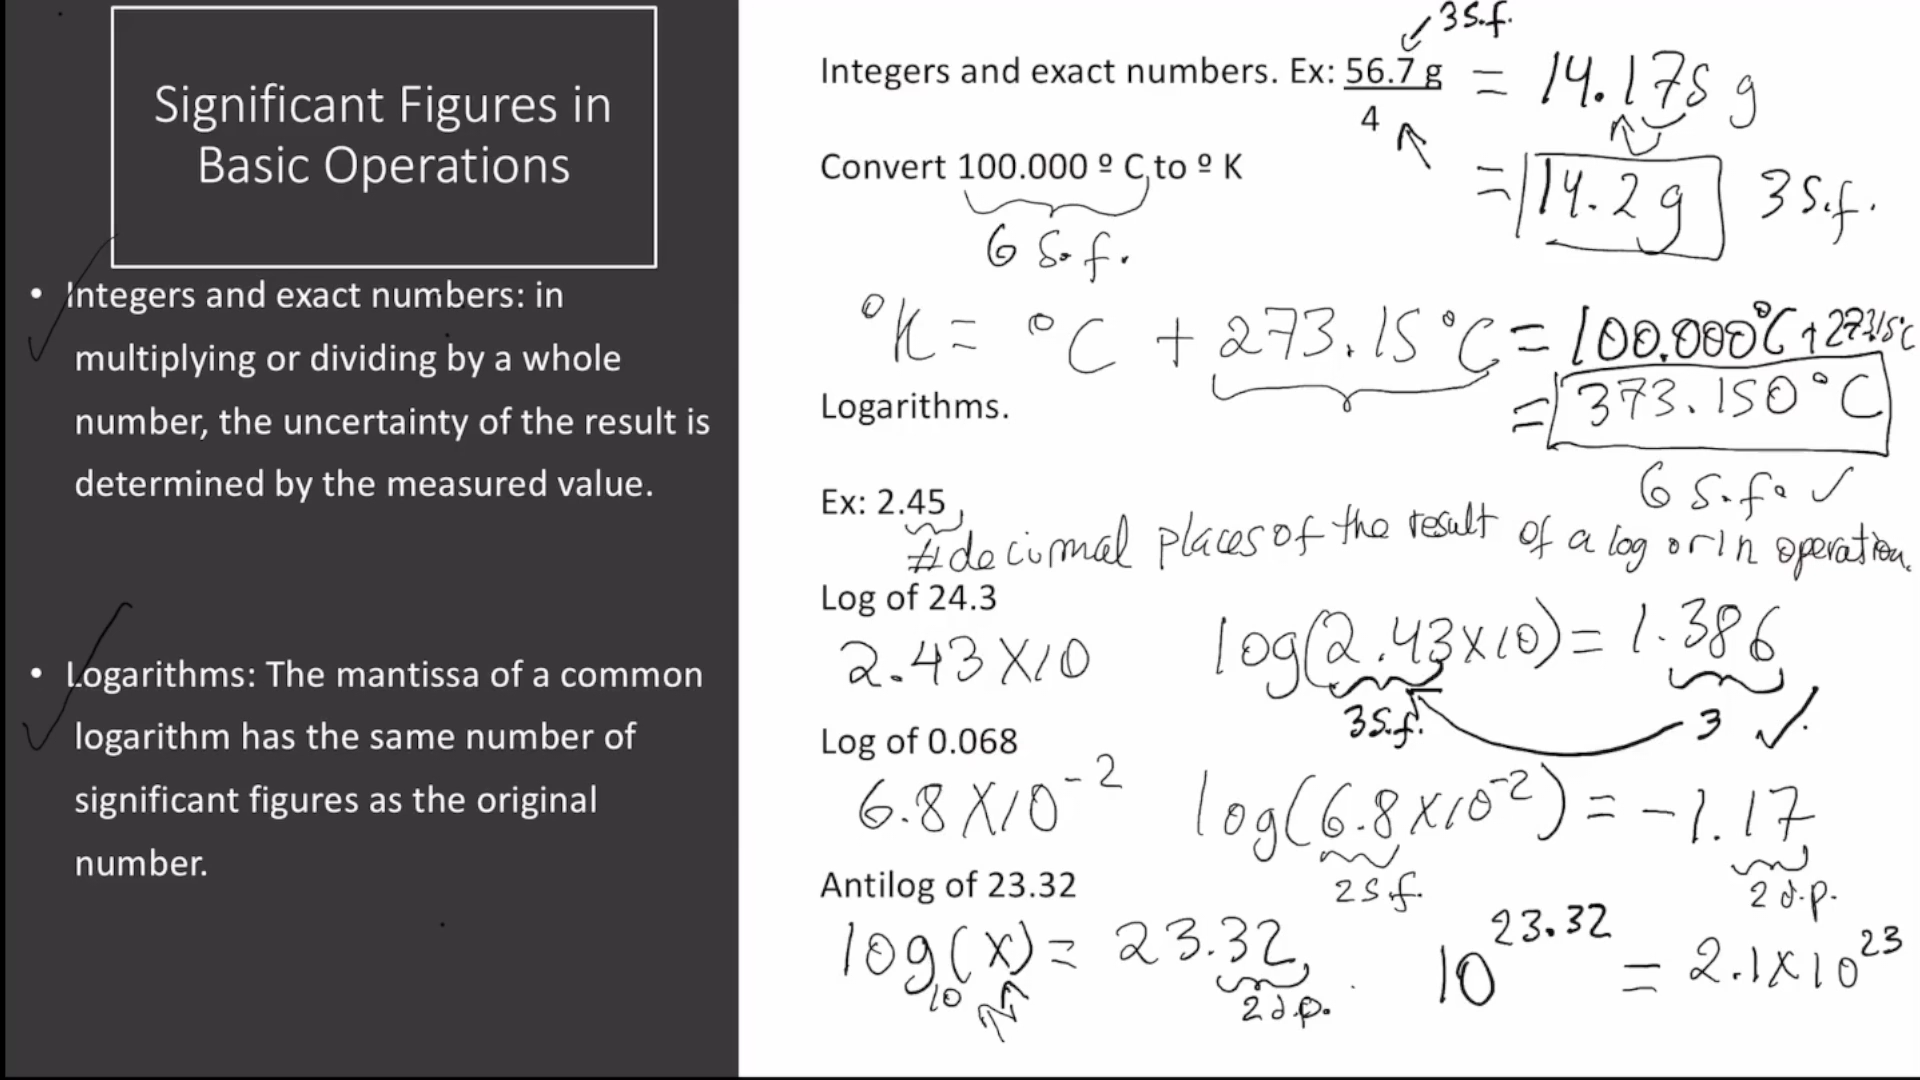 Significant Figures in
Basic Operations
• Integers and exact numbers: in
multiplying or dividing by a whole
number, the uncertainty of the result is
determined by the measured value.
• Logarithms: The mantissa of a common
logarithm has the same number of
significant figures as the original
number.
3 s.f.
Integers and exact numbers. Ex: 56.7 g = 14.175 g
4
= 14.2 g 3 s.f.
Convert 100.000 º C to º K
6 s.f.
°K = °C + 273.15 °C = 100.000°C + 273.15°C
= 373.150 °C
6 s.f. ✓
Logarithms.
Ex: 2.45
# decimal places of the result of a log or ln operation.
Log of 24.3
2.43 X 10 log(2.43 x 10) = 1.386
3 s.f. 3 ✓
Log of 0.068
6.8 X 10⁻² log(6.8 x 10⁻²) = -1.17
2 s.f. 2 d.p.
Antilog of 23.32
log₁₀(x) = 23.32 10²³·³² = 2.1 x 10²³
2 d.p.